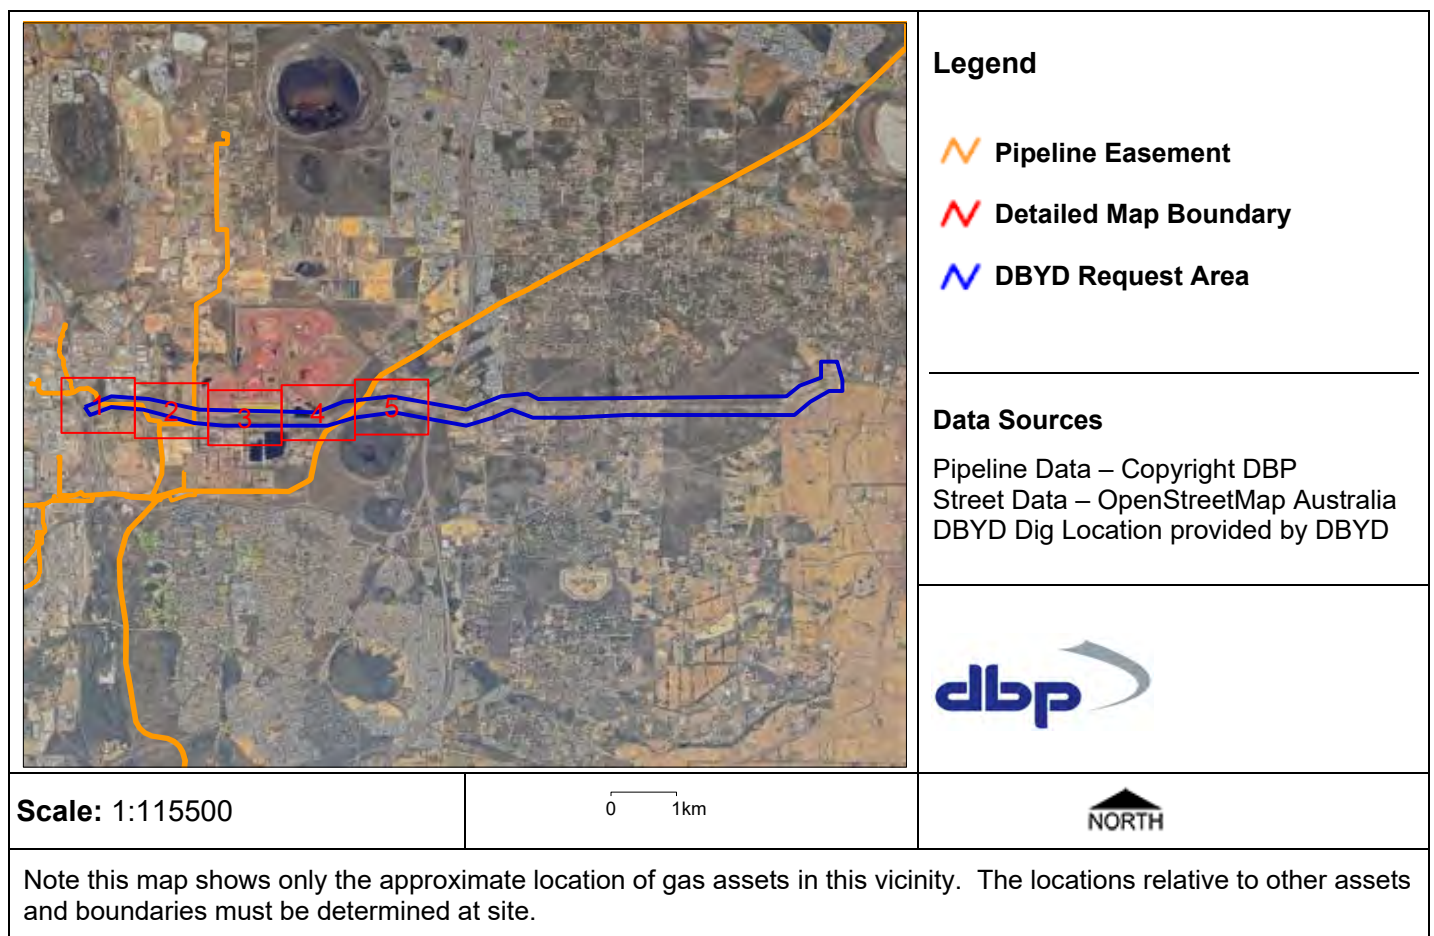 1
2
3
4
5
Legend
Pipeline Easement
Detailed Map Boundary
DBYD Request Area
Data Sources
Pipeline Data – Copyright DBP
Street Data – OpenStreetMap Australia
DBYD Dig Location provided by DBYD
dbp
Scale: 1:115500
0 1km
NORTH
Note this map shows only the approximate location of gas assets in this vicinity. The locations relative to other assets
and boundaries must be determined at site.